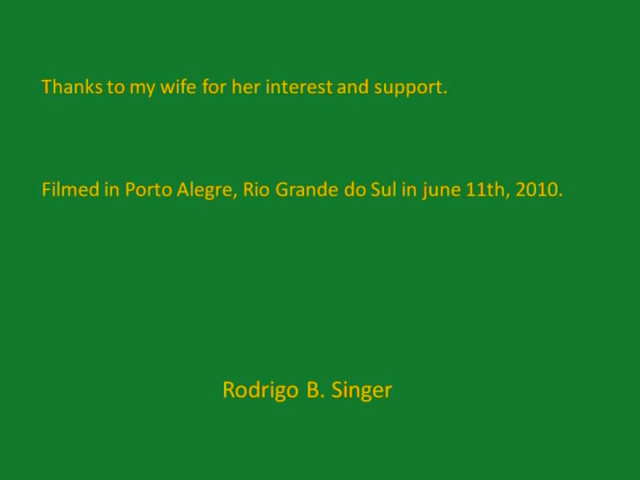 Thanks to my wife for her interest and support.
Filmed in Porto Alegre, Rio Grande do Sul in june 11th, 2010.
Rodrigo B. Singer